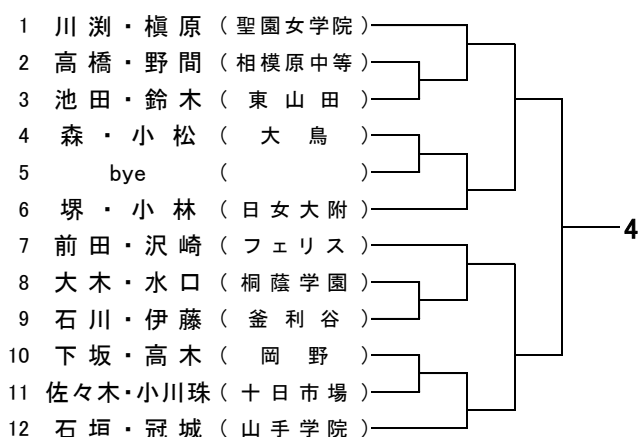 1 川渕・槇原（聖園女学院）
2 高橋・野間（相模原中等）
3 池田・鈴木（東山田）
4 森・小松（大鳥）
5 bye（ ）
6 堺・小林（日女大附）
7 前田・沢崎（フェリス）
8 大木・水口（桐蔭学園）
9 石川・伊藤（釜利谷）
10 下坂・高木（岡野）
11 佐々木・小川珠（十日市場）
12 石垣・冠城（山手学院）
4